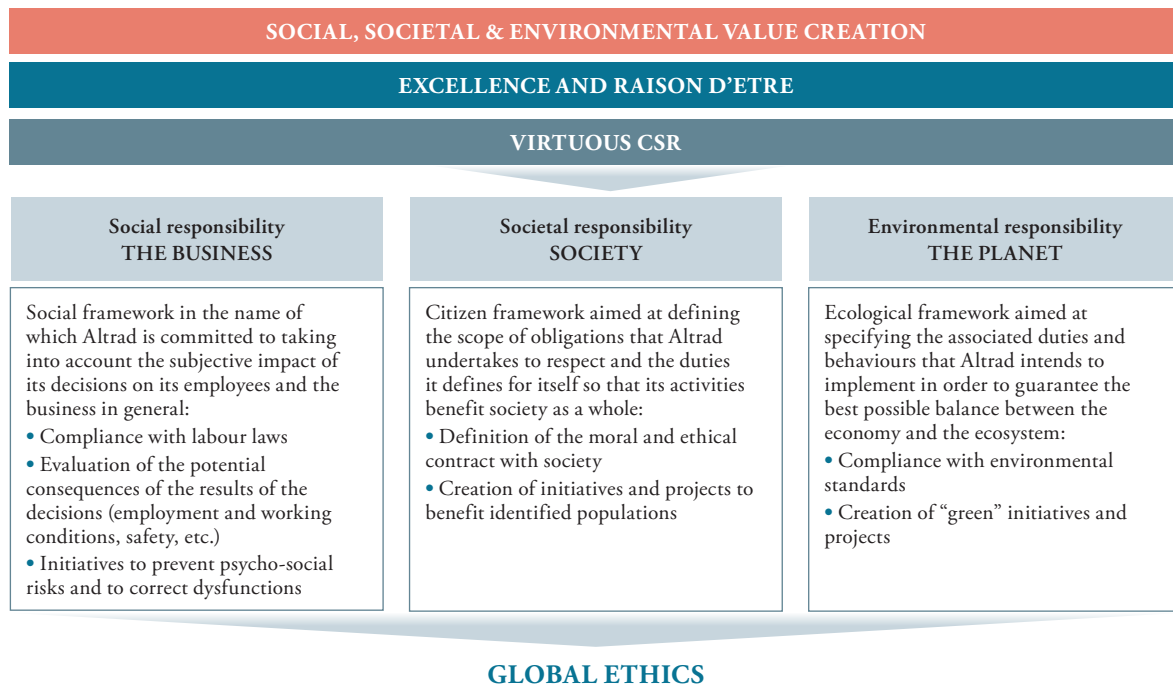 SOCIAL, SOCIETAL & ENVIRONMENTAL VALUE CREATION
EXCELLENCE AND RAISON D'ETRE
VIRTUOUS CSR
Social responsibility
THE BUSINESS
Social framework in the name of
which Altrad is committed to taking
into account the subjective impact of
its decisions on its employees and the
business in general:
• Compliance with labour laws
• Evaluation of the potential
consequences of the results of the
decisions (employment and working
conditions, safety, etc.)
• Initiatives to prevent psycho-social
risks and to correct dysfunctions
Societal responsibility
SOCIETY
Citizen framework aimed at defining
the scope of obligations that Altrad
undertakes to respect and the duties
it defines for itself so that its activities
benefit society as a whole:
• Definition of the moral and ethical
contract with society
• Creation of initiatives and projects to
benefit identified populations
Environmental responsibility
THE PLANET
Ecological framework aimed at
specifying the associated duties and
behaviours that Altrad intends to
implement in order to guarantee the
best possible balance between the
economy and the ecosystem:
• Compliance with environmental
standards
• Creation of “green” initiatives and
projects
GLOBAL ETHICS